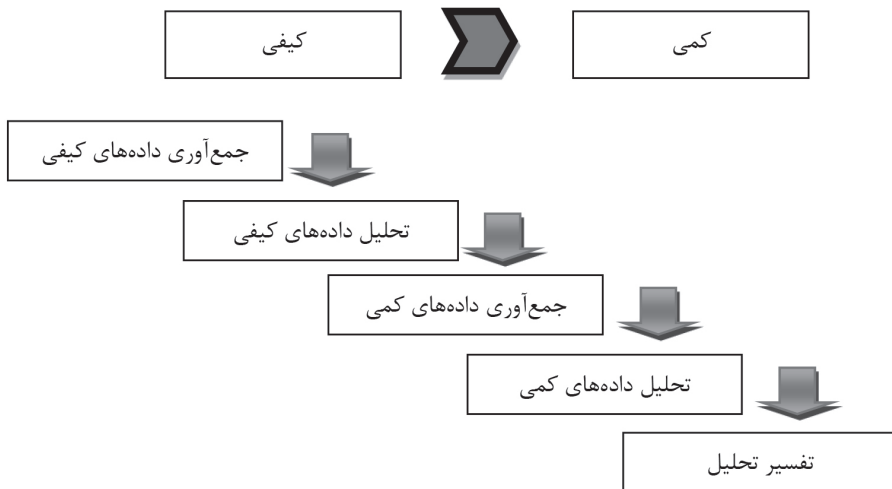 کیفی
کمی
جمع‌آوری داده‌های کیفی
تحلیل داده‌های کیفی
جمع‌آوری داده‌های کمی
تحلیل داده‌های کمی
تفسیر تحلیل